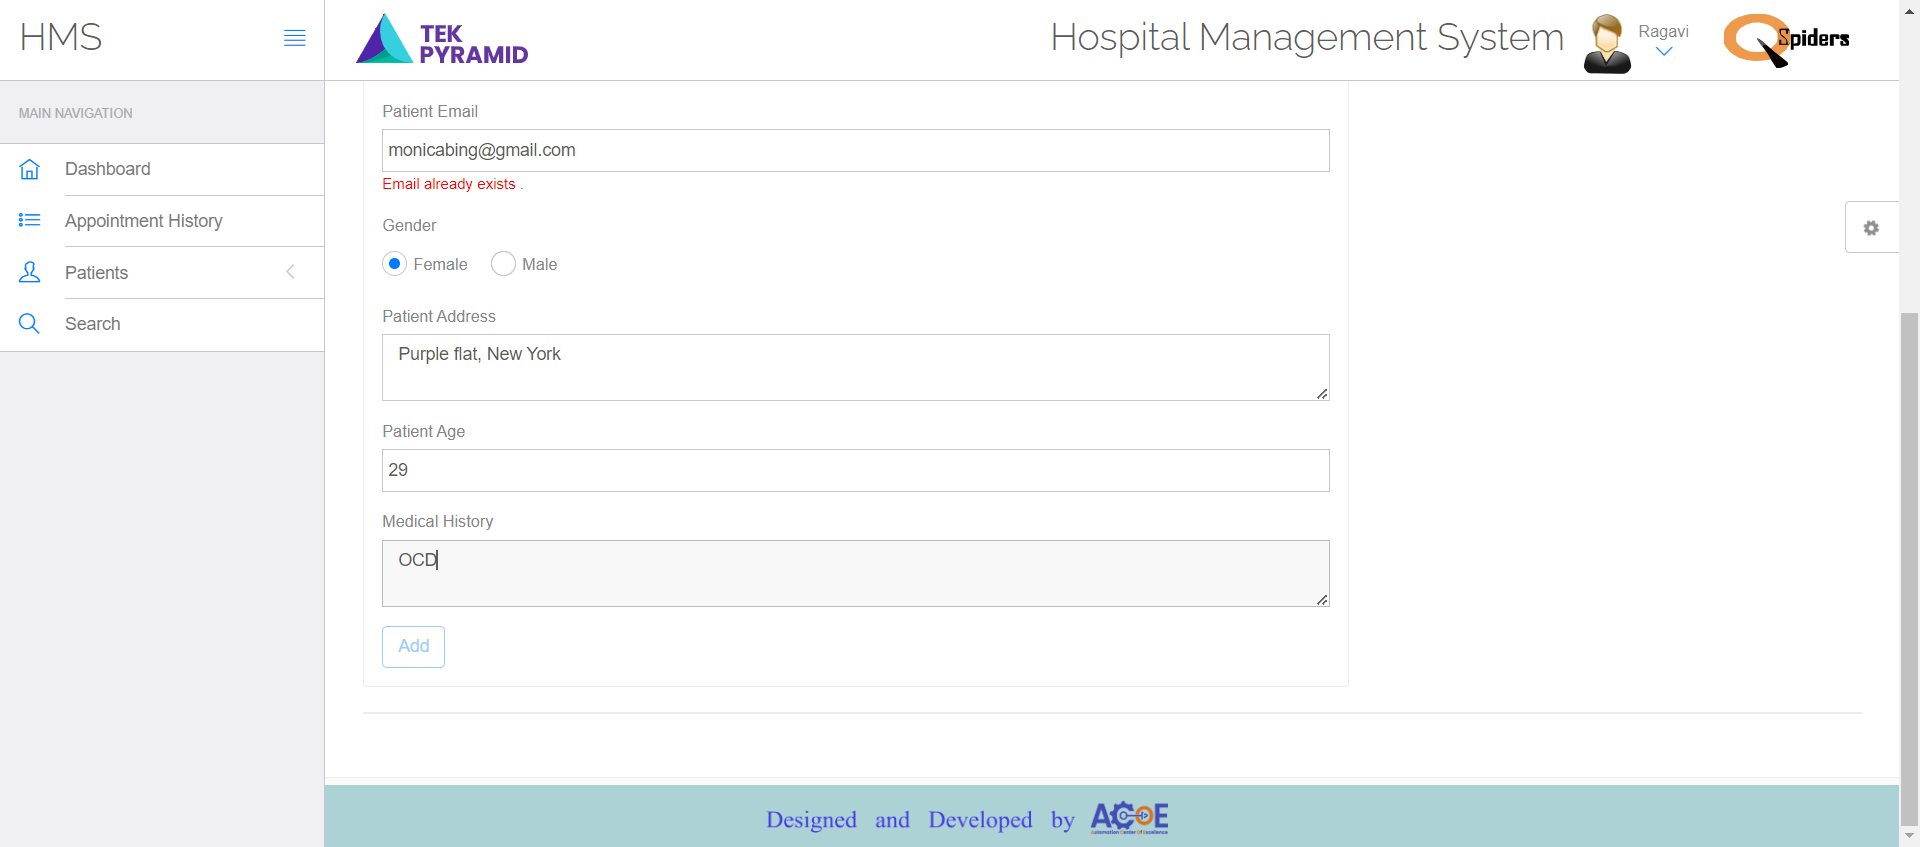 HMS
TEK
PYRAMID
Hospital Management System
Ragavi
Spiders
MAIN NAVIGATION
Dashboard
Appointment History
Patients
Search
Patient Email
monicabing@gmail.com
Email already exists .
Gender
Female
Male
Patient Address
Purple flat, New York
Patient Age
29
Medical History
OCD
Add
Designed and Developed by
ACOE
Automation Center Of Excellence